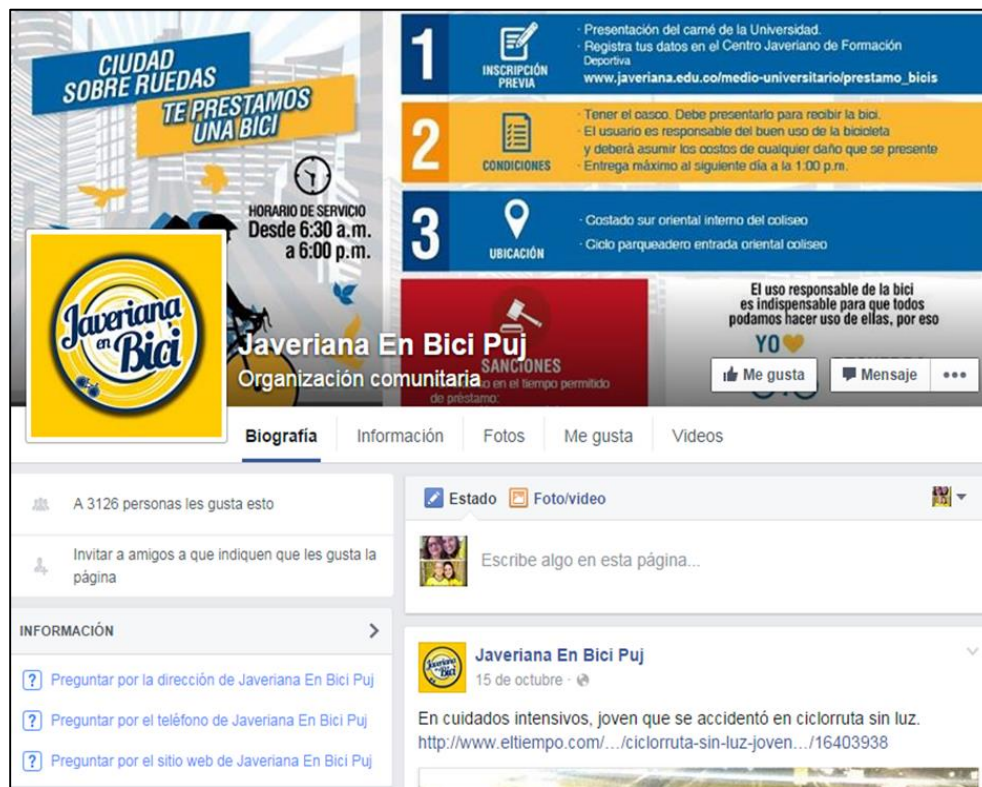 CIUDAD
SOBRE RUEDAS
TE PRESTAMOS
UNA BICI
HORARIO DE SERVICIO
Desde 6:30 a.m.
a 6:00 p.m.
1
INSCRIPCIÓN
PREVIA
· Presentación del carné de la Universidad.
· Registra tus datos en el Centro Javeriano de Formación
Deportiva
www.javeriana.edu.co/medio-universitario/prestamo_bicis
2
CONDICIONES
· Tener el casco. Debe presentarlo para recibir la bici.
· El usuario es responsable del buen uso de la bicicleta
y deberá asumir los costos de cualquier daño que se presente
· Entrega máximo al siguiente día a la 1:00 p.m.
3
UBICACIÓN
· Costado sur oriental interno del coliseo
· Ciclo parqueadero entrada oriental coliseo
SANCIONES
en el tiempo permitido
de préstamo:
El uso responsable de la bici
es indispensable para que todos
podamos hacer uso de ellas, por eso
YO
Javeriana
en
Bici
Javeriana En Bici Puj
Organización comunitaria
Me gusta
Mensaje
Biografía
Información
Fotos
Me gusta
Videos
A 3126 personas les gusta esto
Invitar a amigos a que indiquen que les gusta la
página
INFORMACIÓN
Preguntar por la dirección de Javeriana En Bici Puj
Preguntar por el teléfono de Javeriana En Bici Puj
Preguntar por el sitio web de Javeriana En Bici Puj
Estado
Foto/video
Escribe algo en esta página...
Javeriana
en
Bici
Javeriana En Bici Puj
15 de octubre ·
En cuidados intensivos, joven que se accidentó en ciclorruta sin luz.
http://www.eltiempo.com/.../ciclorruta-sin-luz-joven.../16403938